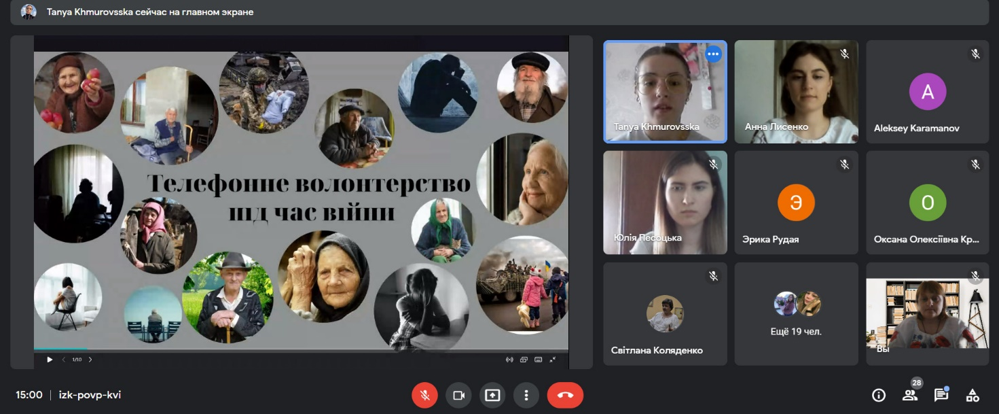 Tanya Khmurovsska сейчас на главном экране
Телефонне волонтерство
під час війни
1/10
Tanya Khmurovsska
Анна Лисенко
А
Aleksey Karamanov
Юлія Песоцька
Э
Эрика Рудая
О
Оксана Олексіївна Кр...
Світлана Коляденко
Ещё 19 чел.
Вы
15:00 | izk-povp-kvi
28